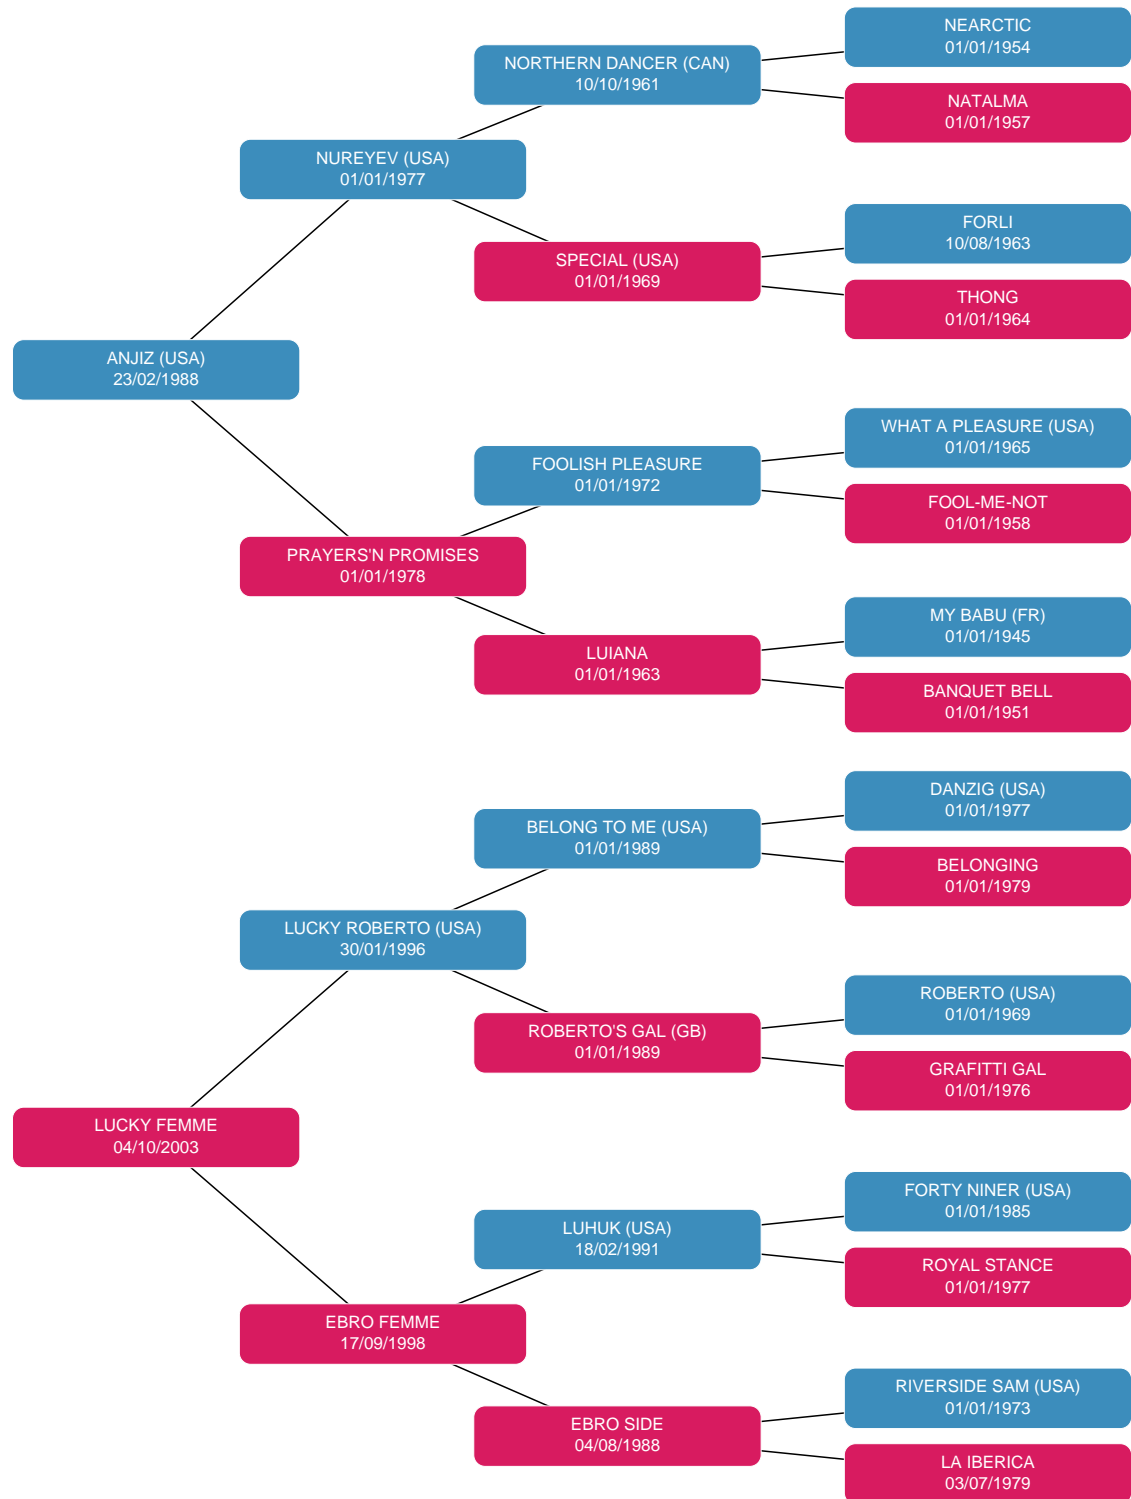 NEARCTIC
01/01/1954
NORTHERN DANCER (CAN)
10/10/1961
NATALMA
01/01/1957
NUREYEV (USA)
01/01/1977
FORLI
10/08/1963
SPECIAL (USA)
01/01/1969
THONG
01/01/1964
ANJIZ (USA)
23/02/1988
WHAT A PLEASURE (USA)
01/01/1965
FOOLISH PLEASURE
01/01/1972
FOOL-ME-NOT
01/01/1958
PRAYERS'N PROMISES
01/01/1978
MY BABU (FR)
01/01/1945
LUIANA
01/01/1963
BANQUET BELL
01/01/1951
DANZIG (USA)
01/01/1977
BELONG TO ME (USA)
01/01/1989
BELONGING
01/01/1979
LUCKY ROBERTO (USA)
30/01/1996
ROBERTO (USA)
01/01/1969
ROBERTO'S GAL (GB)
01/01/1989
GRAFITTI GAL
01/01/1976
LUCKY FEMME
04/10/2003
FORTY NINER (USA)
01/01/1985
LUHUK (USA)
18/02/1991
ROYAL STANCE
01/01/1977
EBRO FEMME
17/09/1998
RIVERSIDE SAM (USA)
01/01/1973
EBRO SIDE
04/08/1988
LA IBERICA
03/07/1979